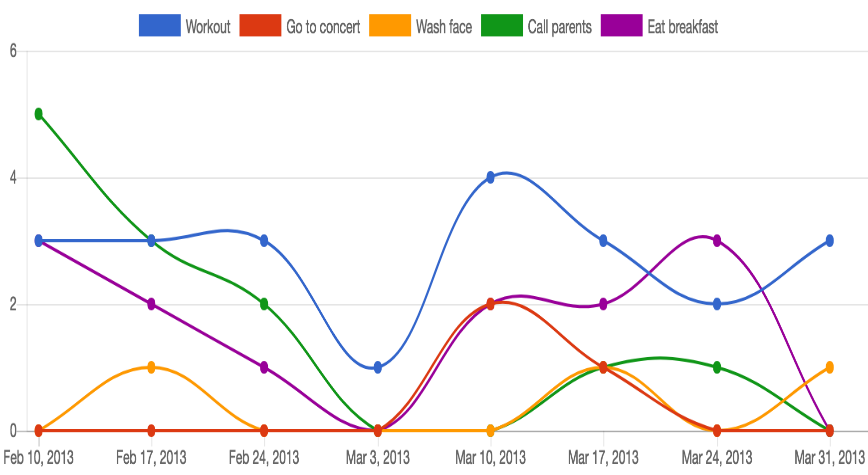 Workout Go to concert Wash face Call parents Eat breakfast
6
4
2
0
Feb 10, 2013 Feb 17, 2013 Feb 24, 2013 Mar 3, 2013 Mar 10, 2013 Mar 17, 2013 Mar 24, 2013 Mar 31, 2013